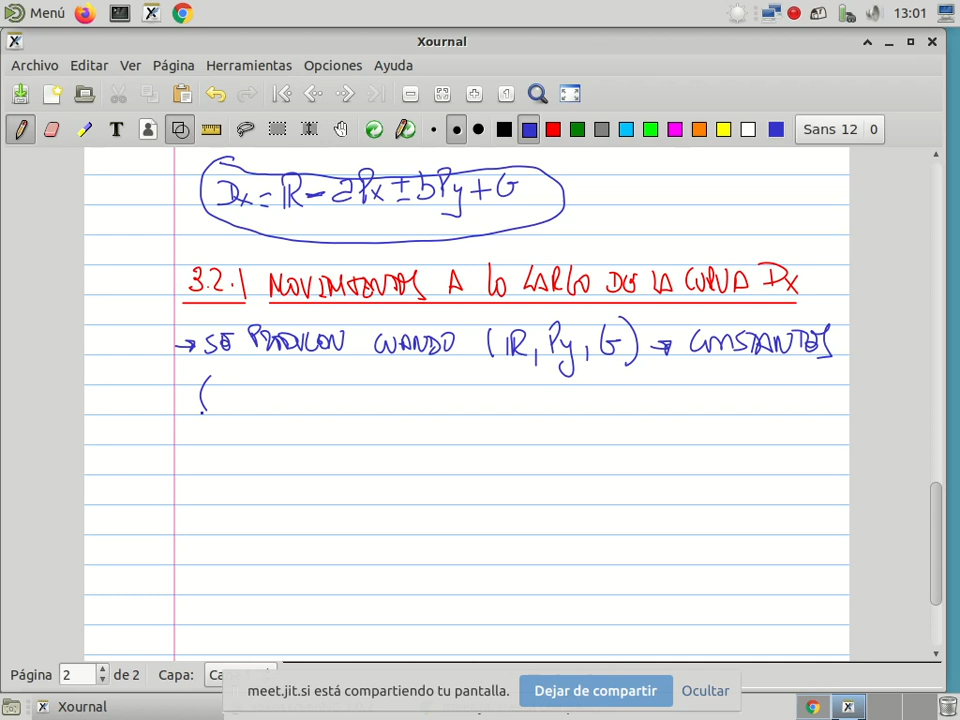 Menú 13:01
Xournal
Archivo Editar Ver Página Herramientas Opciones Ayuda
Sans 12 0
Dx = R - aPx ± bPy + G
3.2.1 MOVIMIENTOS A LO LARGO DE LA CURVA Dx
→ SE PRODUCEN CUANDO (R, Py, G) → CONSTANTES
(
Página 2 de 2 Capa:
meet.jit.si está compartiendo tu pantalla. Dejar de compartir Ocultar
Xournal